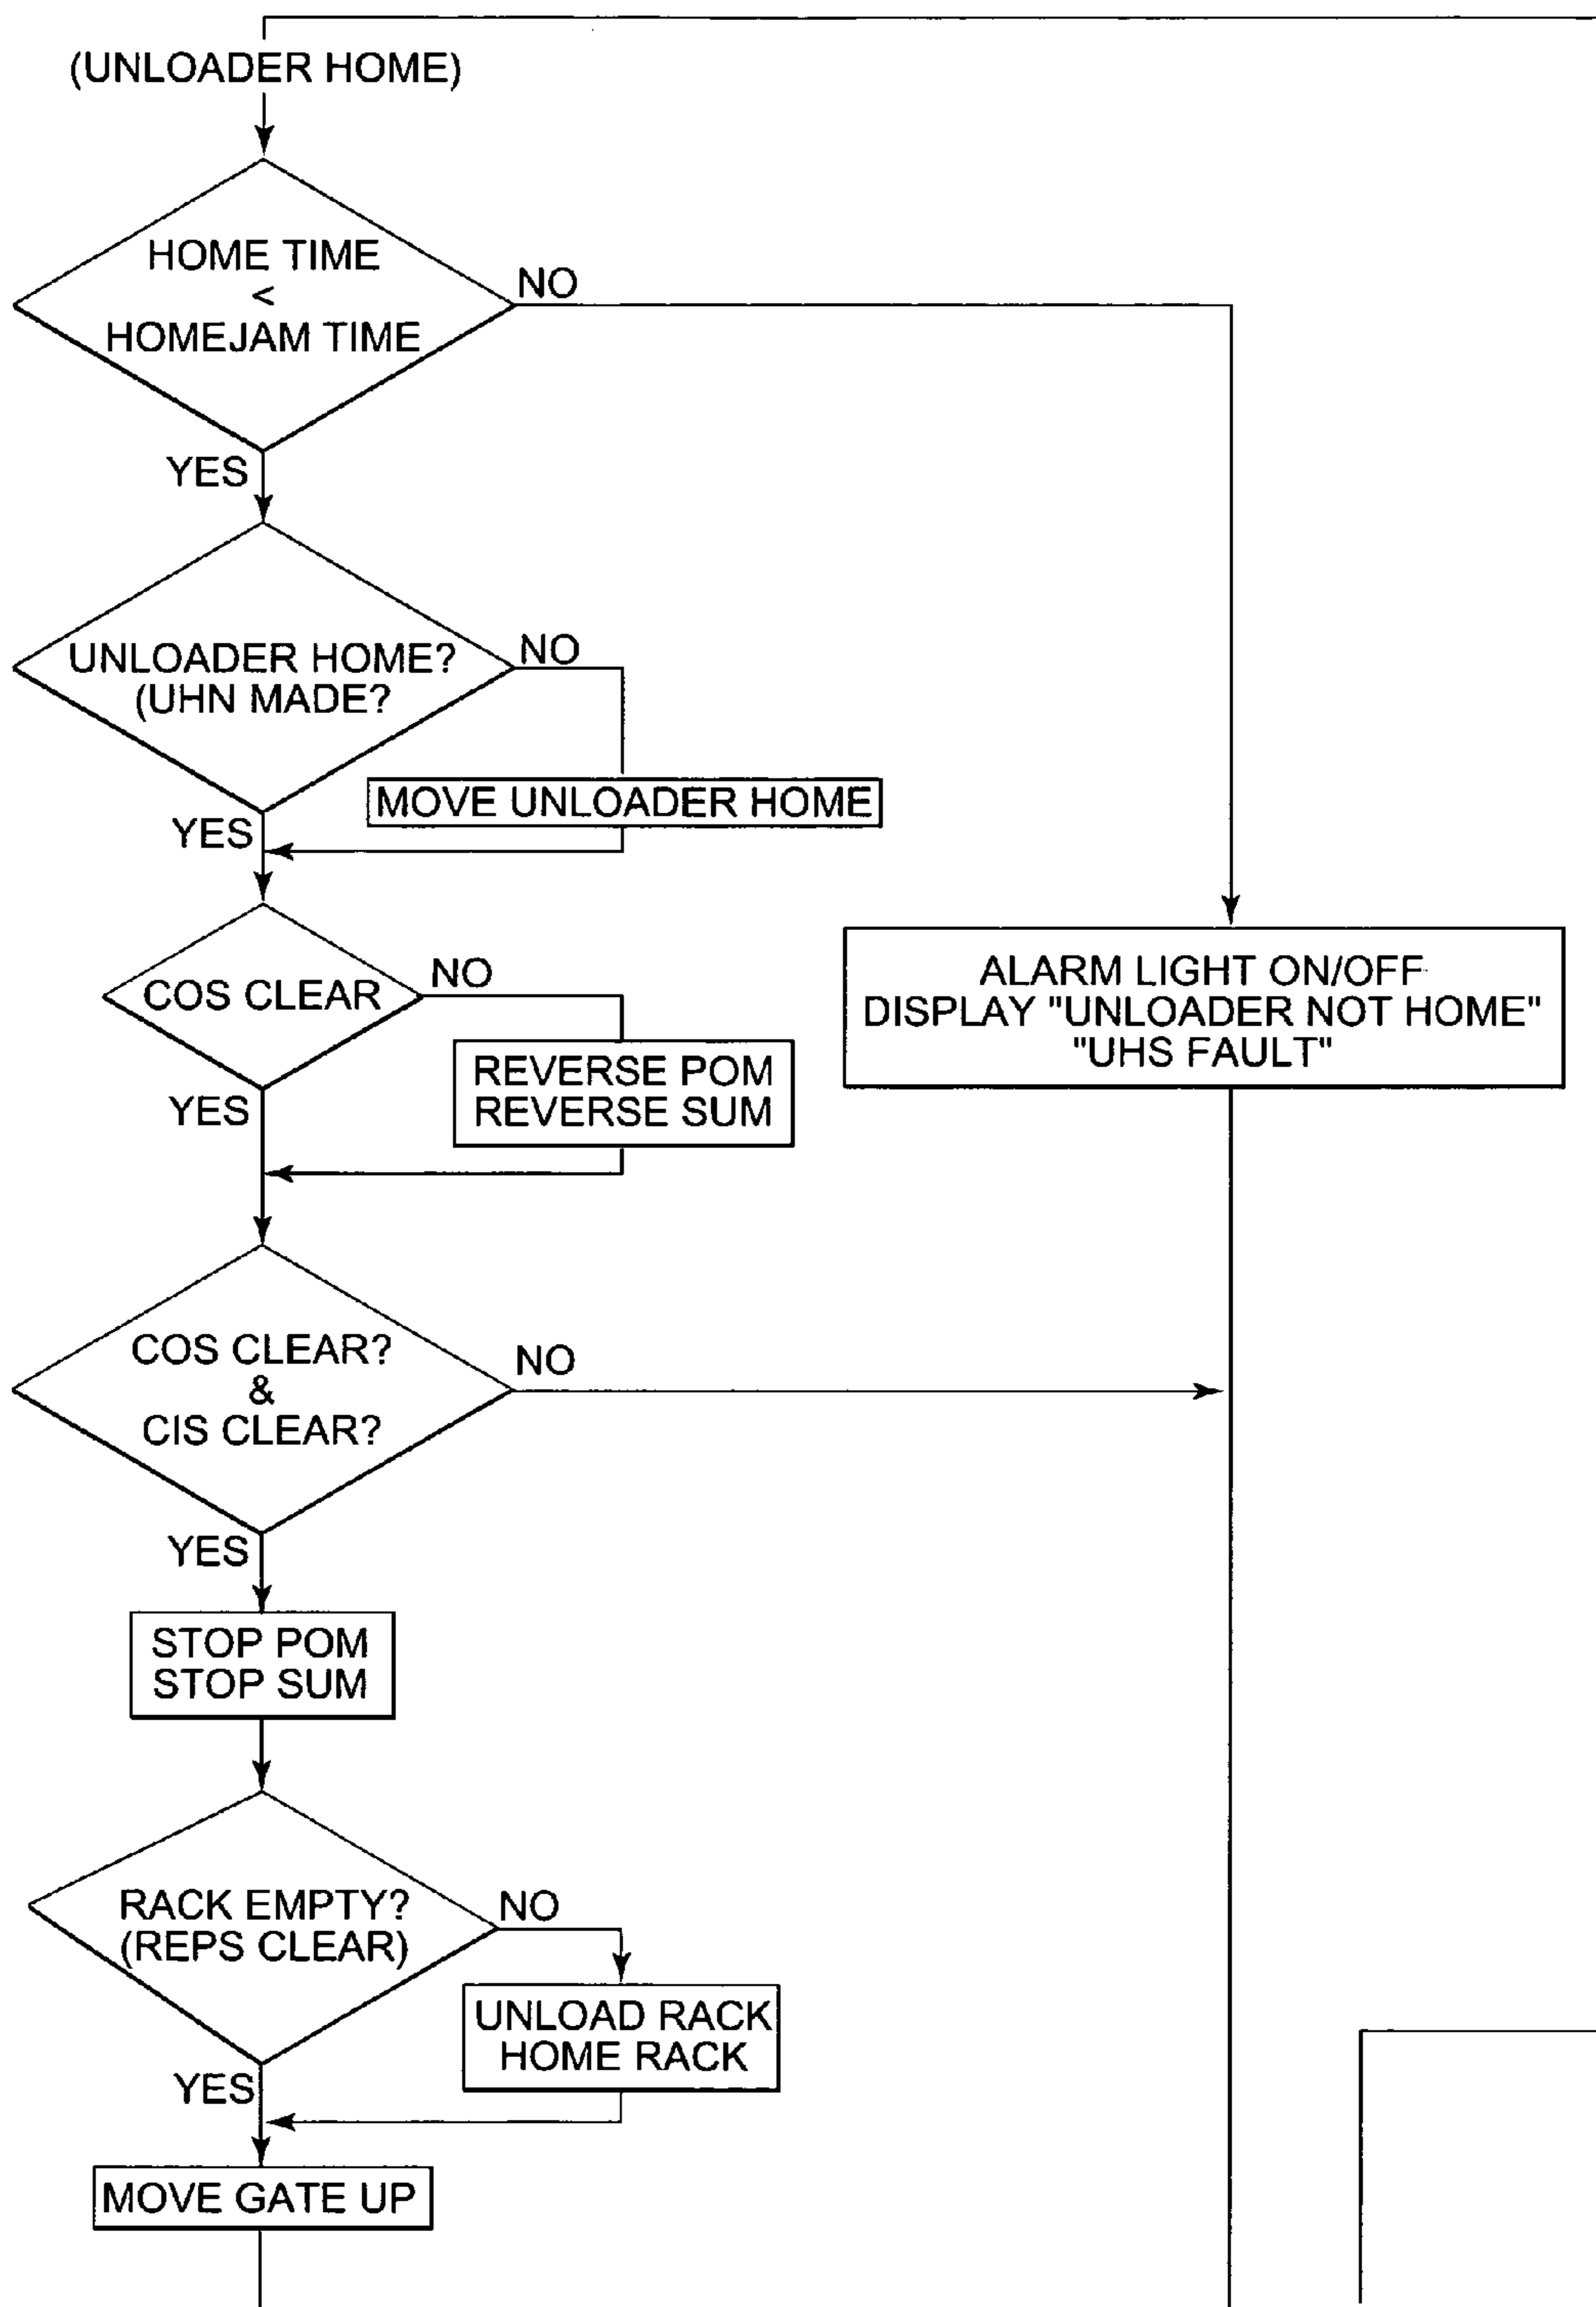 (UNLOADER HOME)
HOME TIME
<
HOMEJAM TIME
NO
YES
UNLOADER HOME?
(UHN MADE?
NO
MOVE UNLOADER HOME
YES
COS CLEAR
NO
REVERSE POM
REVERSE SUM
YES
ALARM LIGHT ON/OFF
DISPLAY "UNLOADER NOT HOME"
"UHS FAULT"
COS CLEAR?
&
CIS CLEAR?
NO
YES
STOP POM
STOP SUM
RACK EMPTY?
(REPS CLEAR)
NO
UNLOAD RACK
HOME RACK
YES
MOVE GATE UP